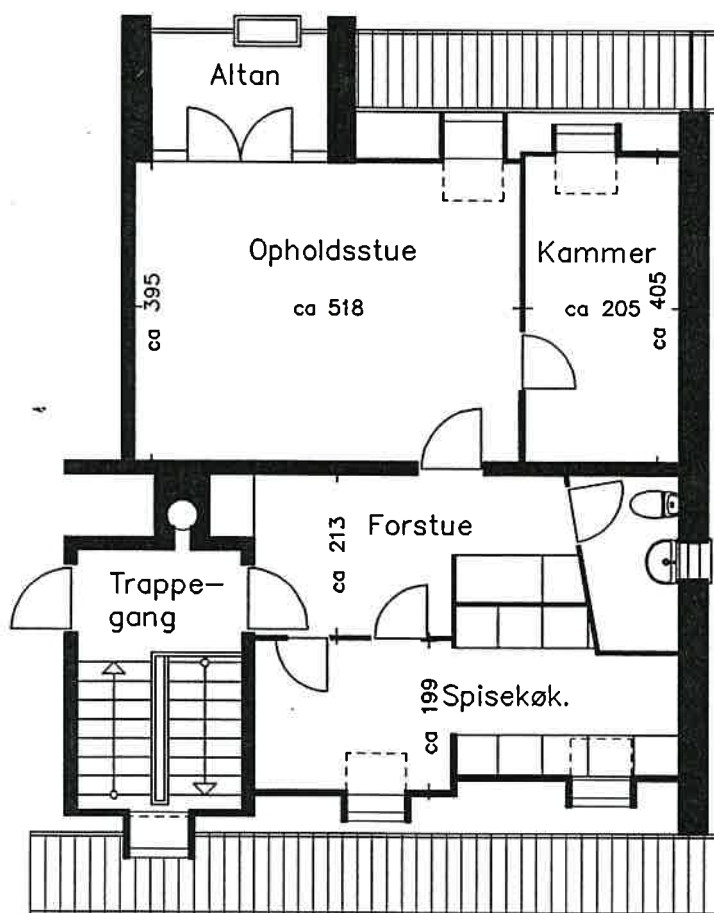 Altan
Opholdsstue
Kammer
ca 395
ca 518
ca 205
ca 405
Forstue
ca 213
Trappe-
gang
Spisekøk.
ca 199